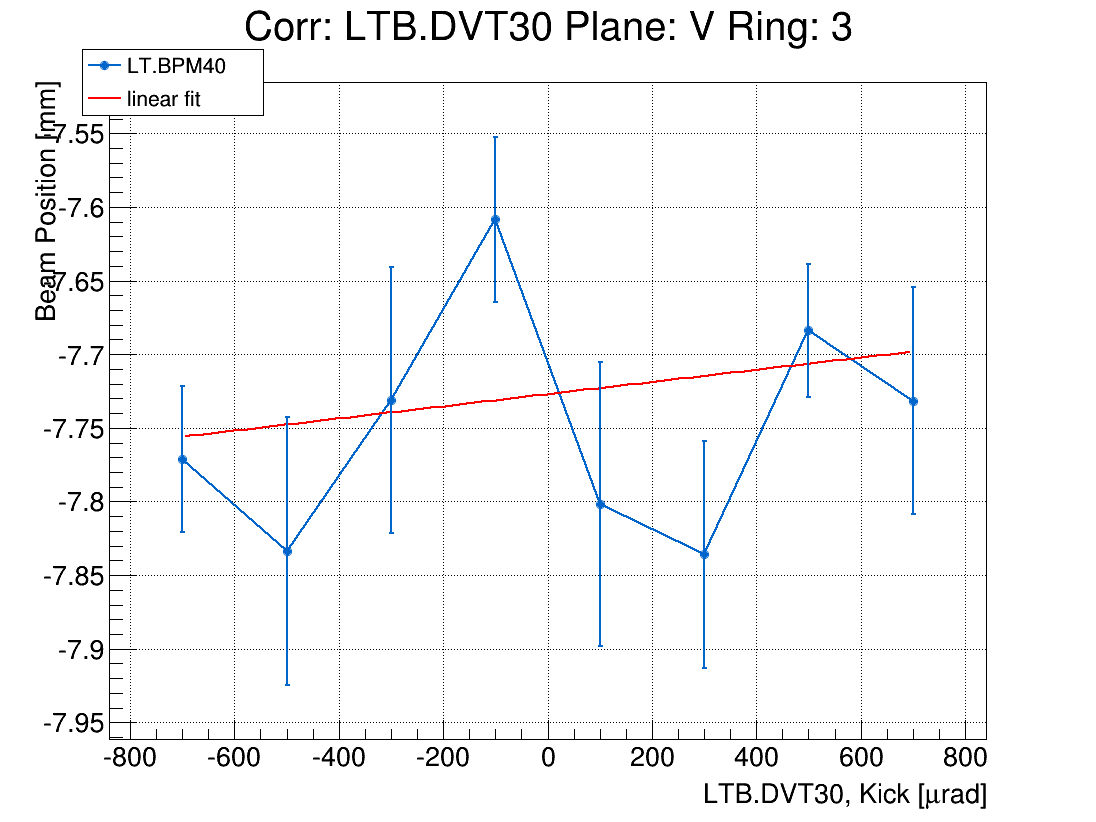 Corr: LTB.DVT30 Plane: V Ring: 3
LT.BPM40
linear fit
Beam Position [mm]
-7.55
-7.6
-7.65
-7.7
-7.75
-7.8
-7.85
-7.9
-7.95
-800 -600 -400 -200 0 200 400 600 800
LTB.DVT30, Kick [μrad]